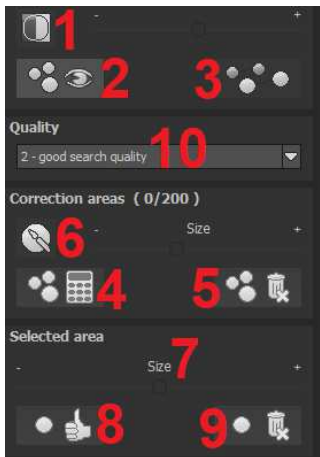 1 - +
2 3
Quality
10
2 - good search quality
Correction areas ( 0/200 )
6 - Size +
4 5
Selected area
- Size 7 +
8 9